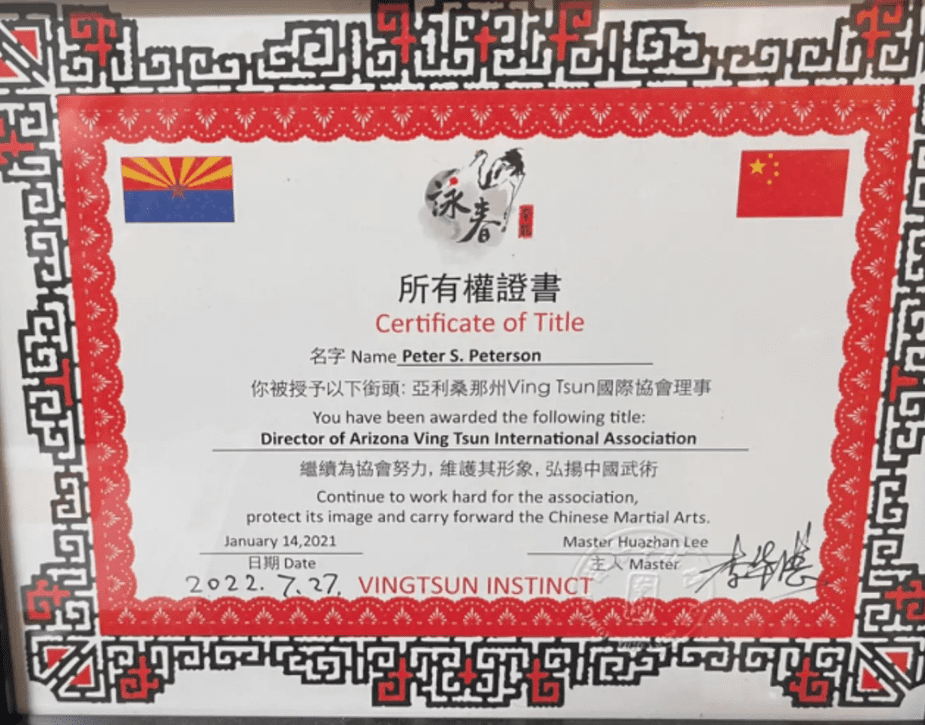 詠春
所有權證書
Certificate of Title
名字 Name Peter S. Peterson
你被授予以下銜頭: 亞利桑那州Ving Tsun國際協會理事
You have been awarded the following title:
Director of Arizona Ving Tsun International Association
繼續為協會努力, 維護其形象, 弘揚中國武術
Continue to work hard for the association,
protect its image and carry forward the Chinese Martial Arts.
January 14,2021 Master Huazhan Lee
日期 Date 主人 Master
2022. 7.27. VINGTSUN INSTINCT